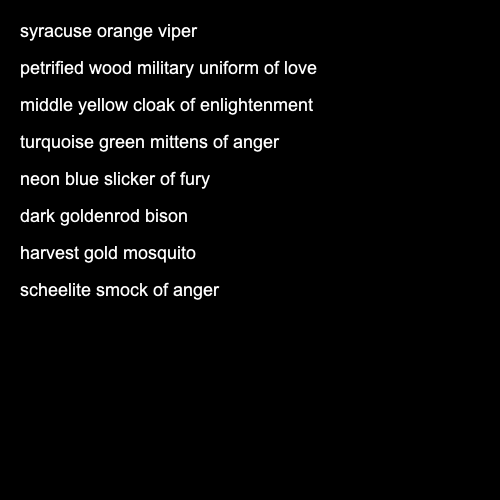 syracuse orange viper
petrified wood military uniform of love
middle yellow cloak of enlightenment
turquoise green mittens of anger
neon blue slicker of fury
dark goldenrod bison
harvest gold mosquito
scheelite smock of anger